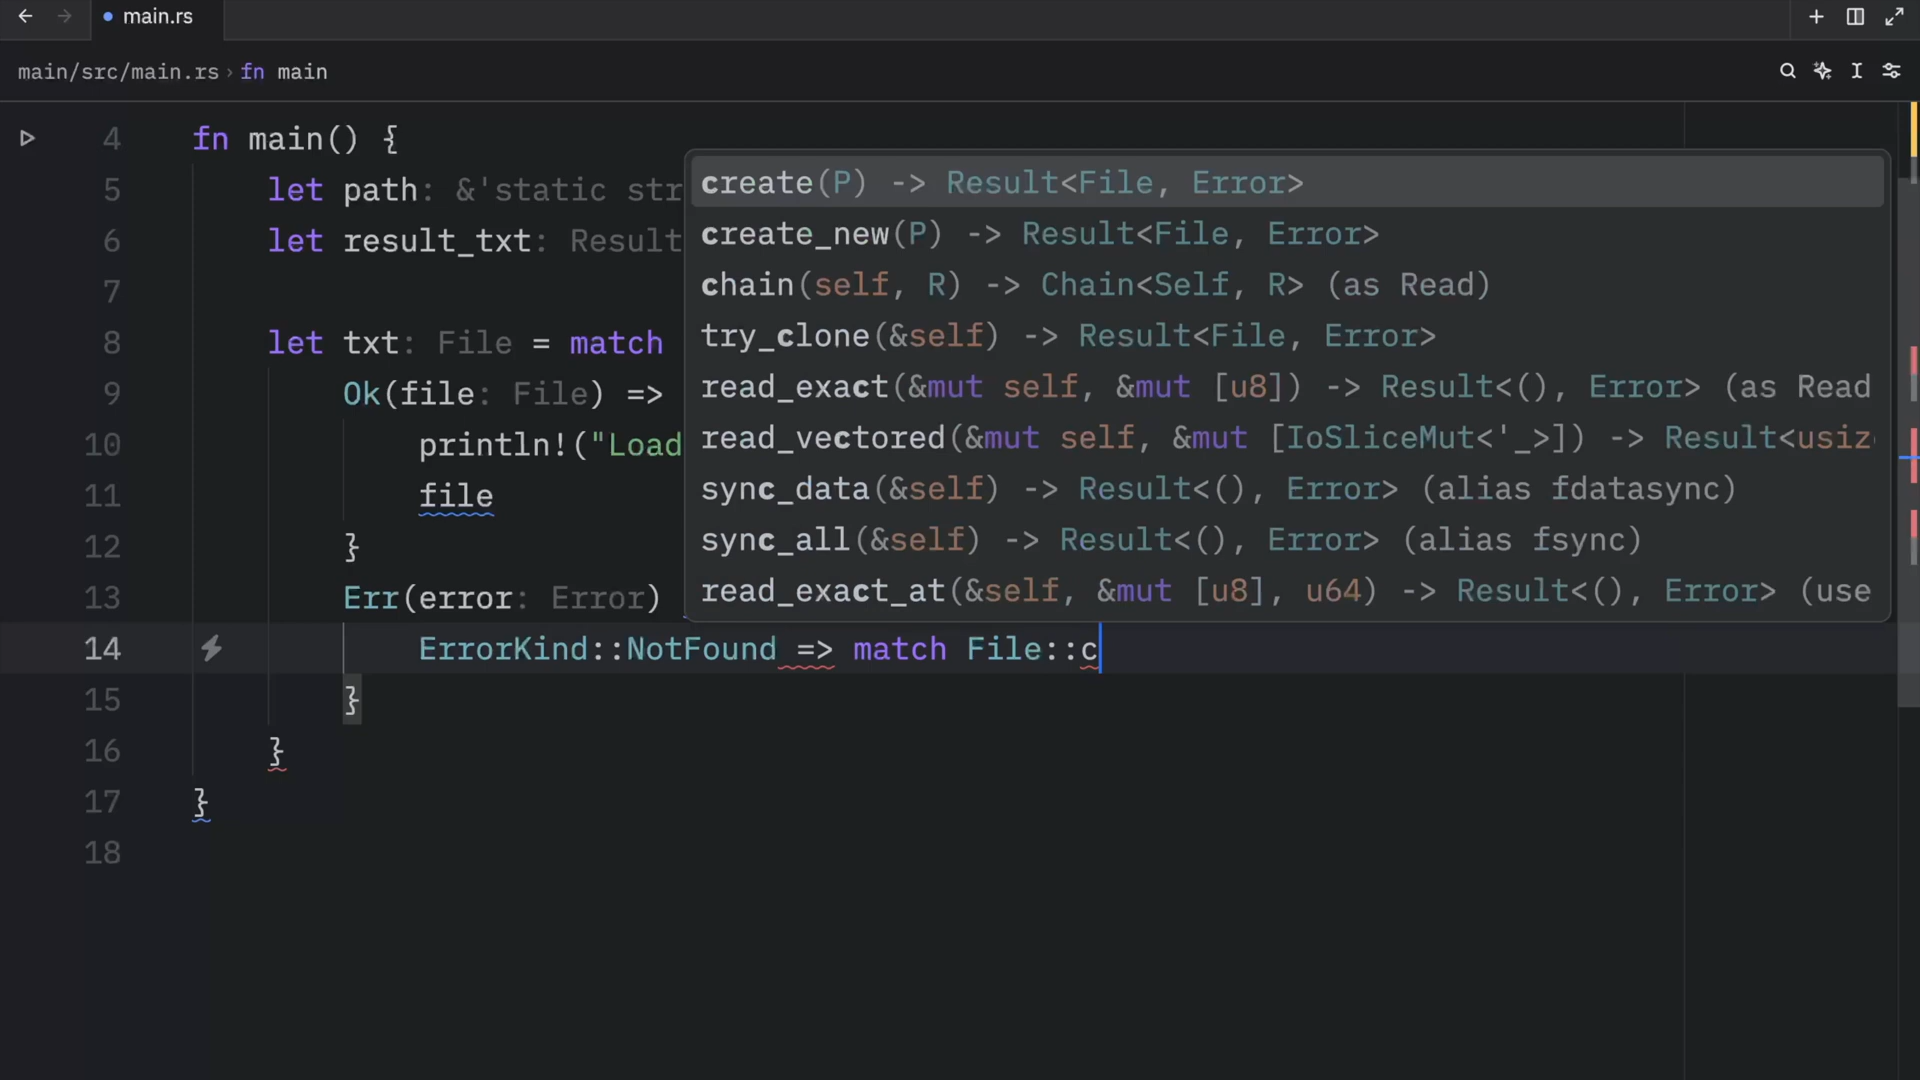 main.rs
main/src/main.rs › fn main
4 fn main() {
5 let path: &'static str
6 let result_txt: Result
7
8 let txt: File = match
9 Ok(file: File) =>
10 println!("Load
11 file
12 }
13 Err(error: Error)
14 ErrorKind::NotFound => match File::c
15 }
16 }
17 }
18
create(P) -> Result<File, Error>
create_new(P) -> Result<File, Error>
chain(self, R) -> Chain<Self, R> (as Read)
try_clone(&self) -> Result<File, Error>
read_exact(&mut self, &mut [u8]) -> Result<(), Error> (as Read
read_vectored(&mut self, &mut [IoSliceMut<'_>]) -> Result<usiz
sync_data(&self) -> Result<(), Error> (alias fdatasync)
sync_all(&self) -> Result<(), Error> (alias fsync)
read_exact_at(&self, &mut [u8], u64) -> Result<(), Error> (use